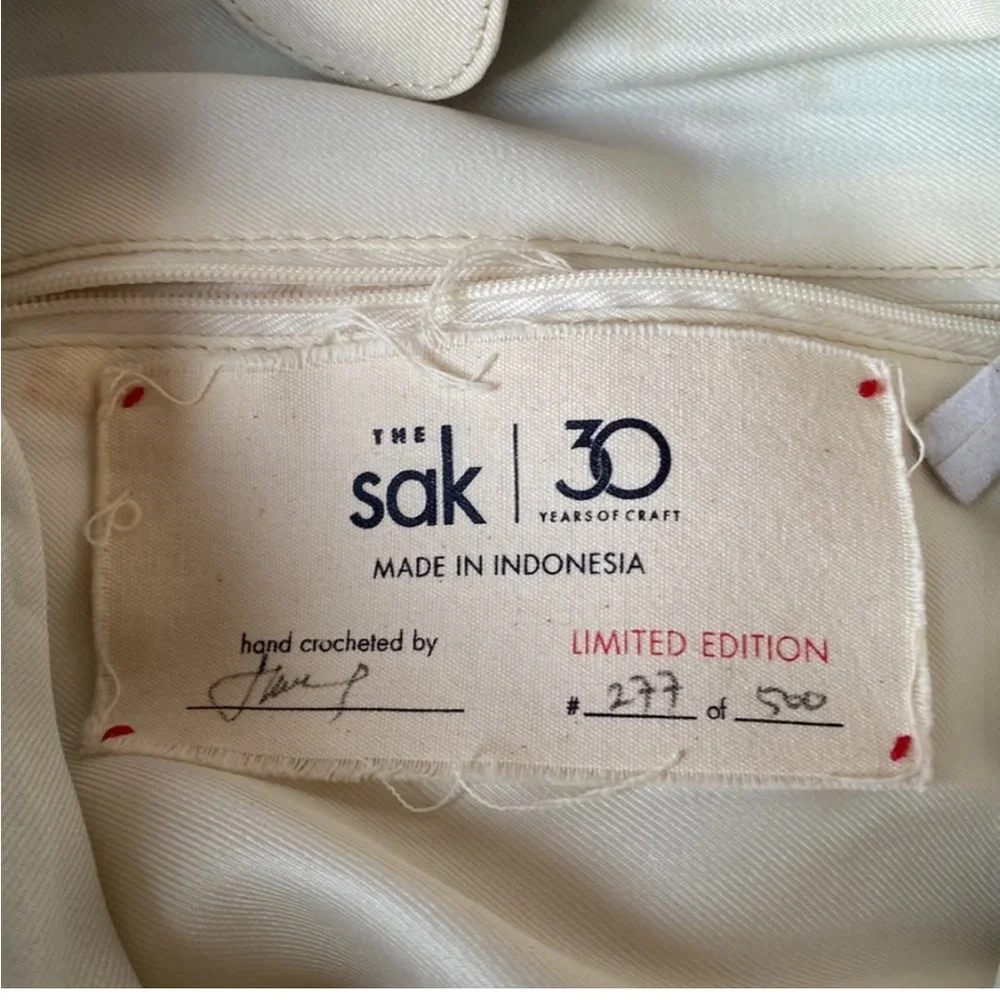 THE
sak | 30
YEARS OF CRAFT
MADE IN INDONESIA
hand crocheted by
LIMITED EDITION
# 277 of 500